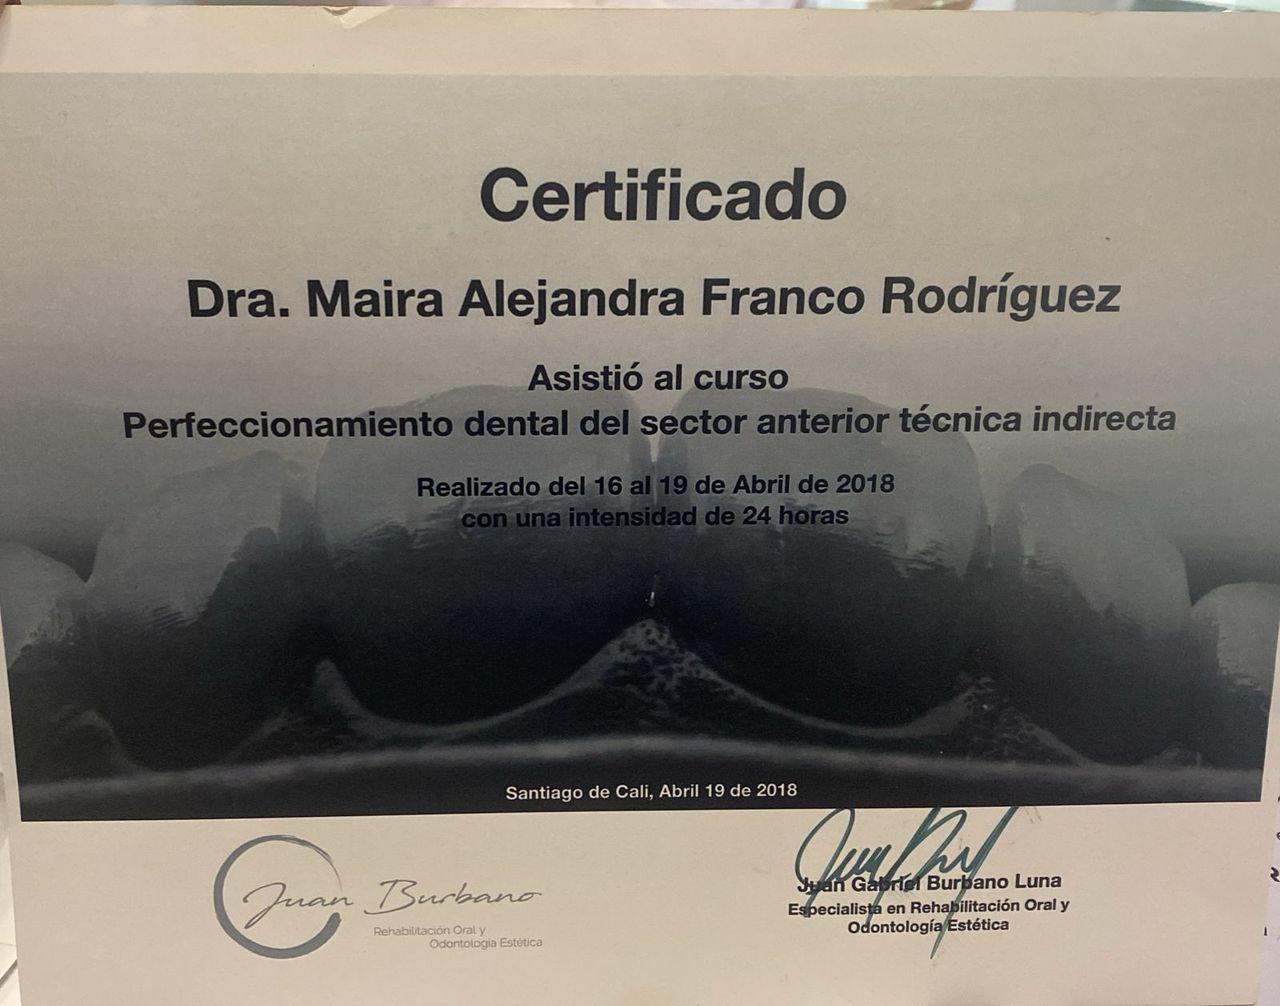 Certificado
Dra. Maira Alejandra Franco Rodríguez
Asistió al curso
Perfeccionamiento dental del sector anterior técnica indirecta
Realizado del 16 al 19 de Abril de 2018
con una intensidad de 24 horas
Santiago de Cali, Abril 19 de 2018
Juan Burbano
Rehabilitación Oral y
Odontología Estética
Juan Gabriel Burbano Luna
Especialista en Rehabilitación Oral y
Odontología Estética